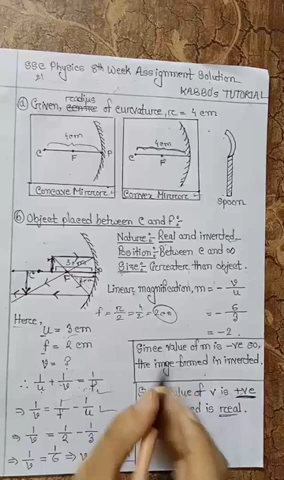 SSC Physics 8th Week Assignment Solution
KABBO'S TUTORIAL
radius
ⓐ Given, centre of curvature, r = 4 cm
4cm
C F P
Concave Mirror
4cm
C F
Convex Mirror
Spoon
ⓑ Object placed between C and F:
Nature: Real and inverted,
Position: Between C and ∞
Size: Greater than object.
Linear magnification, m = - v/u
f = r/2 = 4/2 = 2cm
= - 6/3
= -2.
Here,
u = 3 cm
f = 2 cm
v = ?
∴ 1/u + 1/v = 1/f
⇒ 1/v = 1/f - 1/u
⇒ 1/v = 1/2 - 1/3
⇒ 1/v = 1/6 ⇒ v
Since value of m is -ve so,
the image formed in inverted.
value of v is +ve
ed is real.